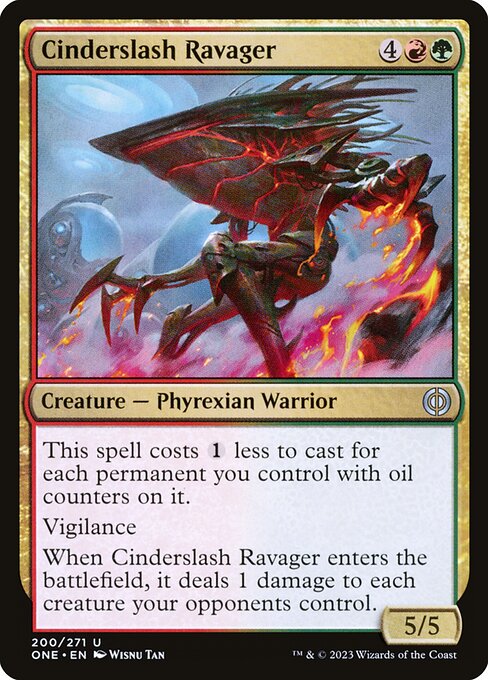 Cinderslash Ravager 4
Creature — Phyrexian Warrior
This spell costs 1 less to cast for
each permanent you control with oil
counters on it.
Vigilance
When Cinderslash Ravager enters the
battlefield, it deals 1 damage to each
creature your opponents control.
5/5
200/271 U
ONE • EN Wisnu Tan
™ & © 2023 Wizards of the Coast